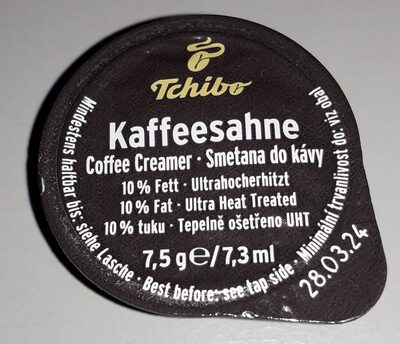 Tchibo
Kaffeesahne
Coffee Creamer · Smetana do kávy
10 % Fett · Ultrahocherhitzt
10 % Fat · Ultra Heat Treated
10 % tuku · Tepelně ošetřeno UHT
7,5 g℮/7,3 ml
Mindestens haltbar bis: siehe Lasche · Best before: see tap side · Minimální trvanlivost do: viz obal
28.03.24